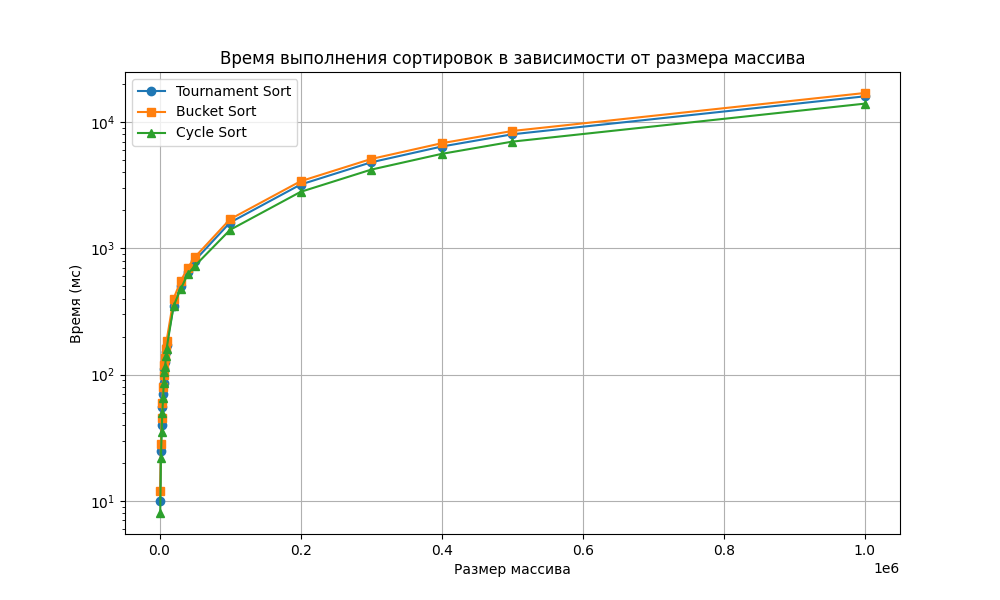 Время выполнения сортировок в зависимости от размера массива
Tournament Sort
Bucket Sort
Cycle Sort
Время (мс)
10⁴
10³
10²
10¹
0.0 0.2 0.4 0.6 0.8 1.0
1e6
Размер массива